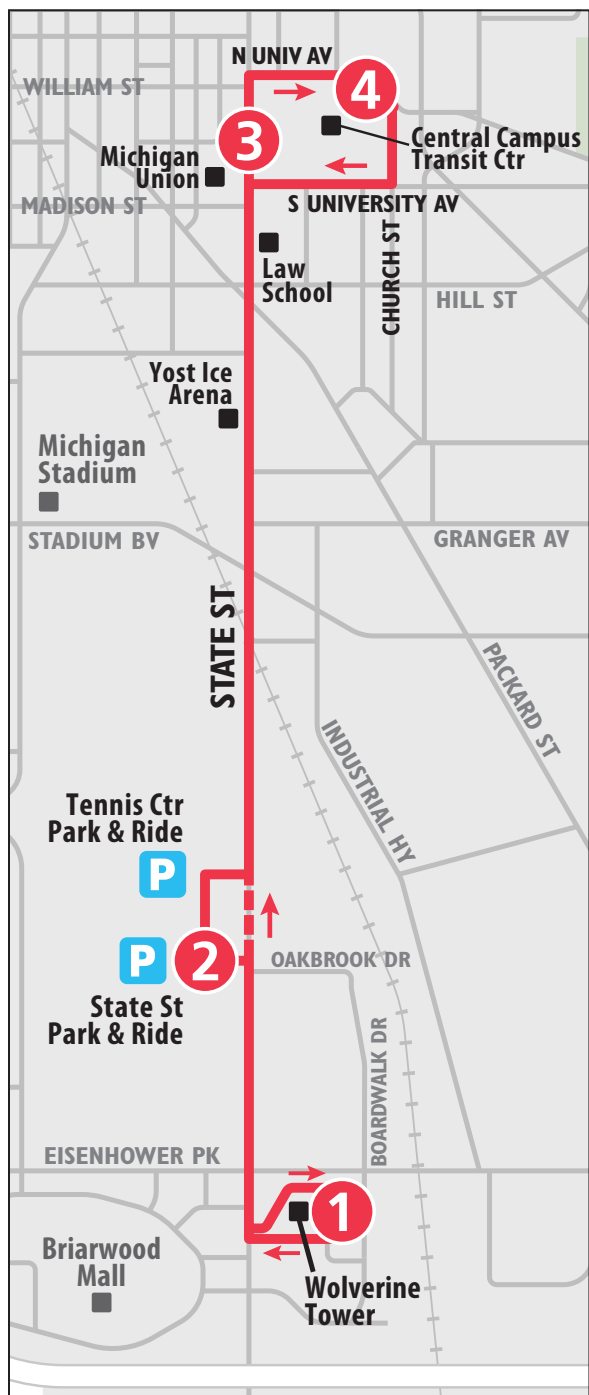 N UNIV AV
WILLIAM ST
4
3
Central Campus
Transit Ctr
Michigan
Union
MADISON ST
S UNIVERSITY AV
CHURCH ST
Law
School
HILL ST
Yost Ice
Arena
Michigan
Stadium
STADIUM BV
GRANGER AV
STATE ST
PACKARD ST
INDUSTRIAL HY
Tennis Ctr
Park & Ride
P
P
2
OAKBROOK DR
State St
Park & Ride
BOARDWALK DR
EISENHOWER PK
1
Briarwood
Mall
Wolverine
Tower